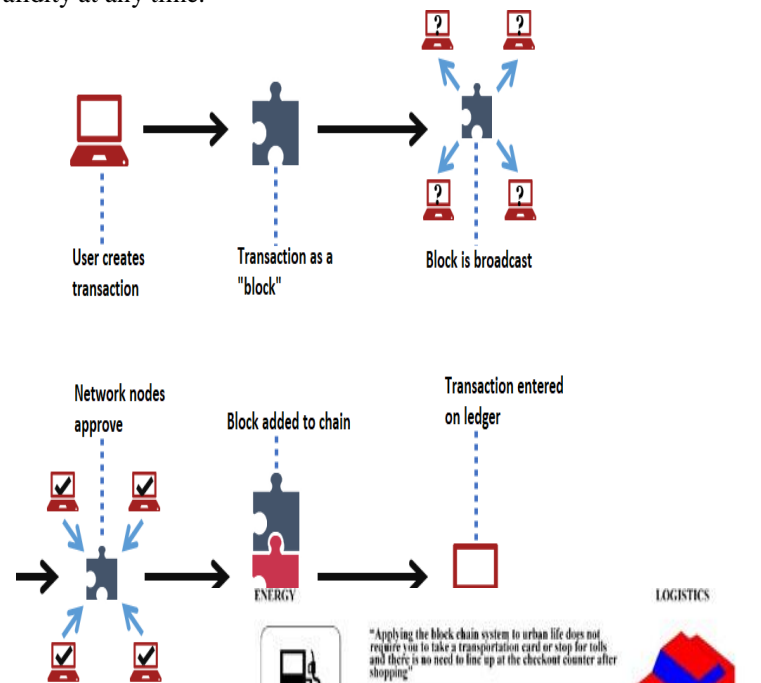 ?
?
?
?
User creates
transaction
Transaction as a
"block"
Block is broadcast
Network nodes
approve
Block added to chain
Transaction entered
on ledger
ENERGY
LOGISTICS
"Applying the block chain system to urban life does not
require you to take a transportation card or stop for tolls
and there is no need to line up at the checkout counter after
shopping"